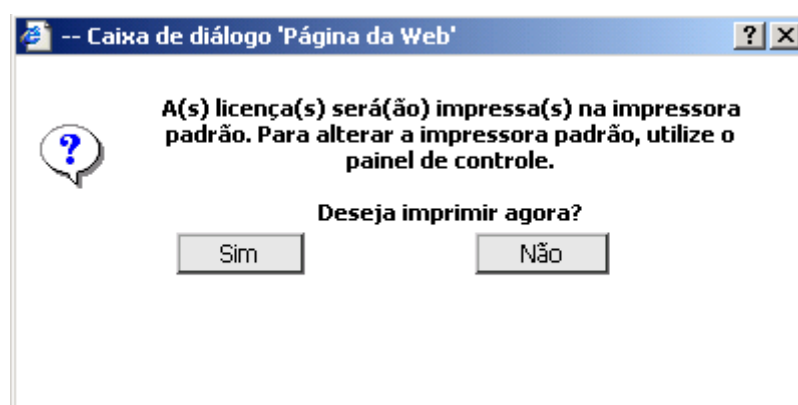 -- Caixa de diálogo 'Página da Web'
A(s) licença(s) será(ão) impressa(s) na impressora
padrão. Para alterar a impressora padrão, utilize o
painel de controle.
Deseja imprimir agora?
Sim Não